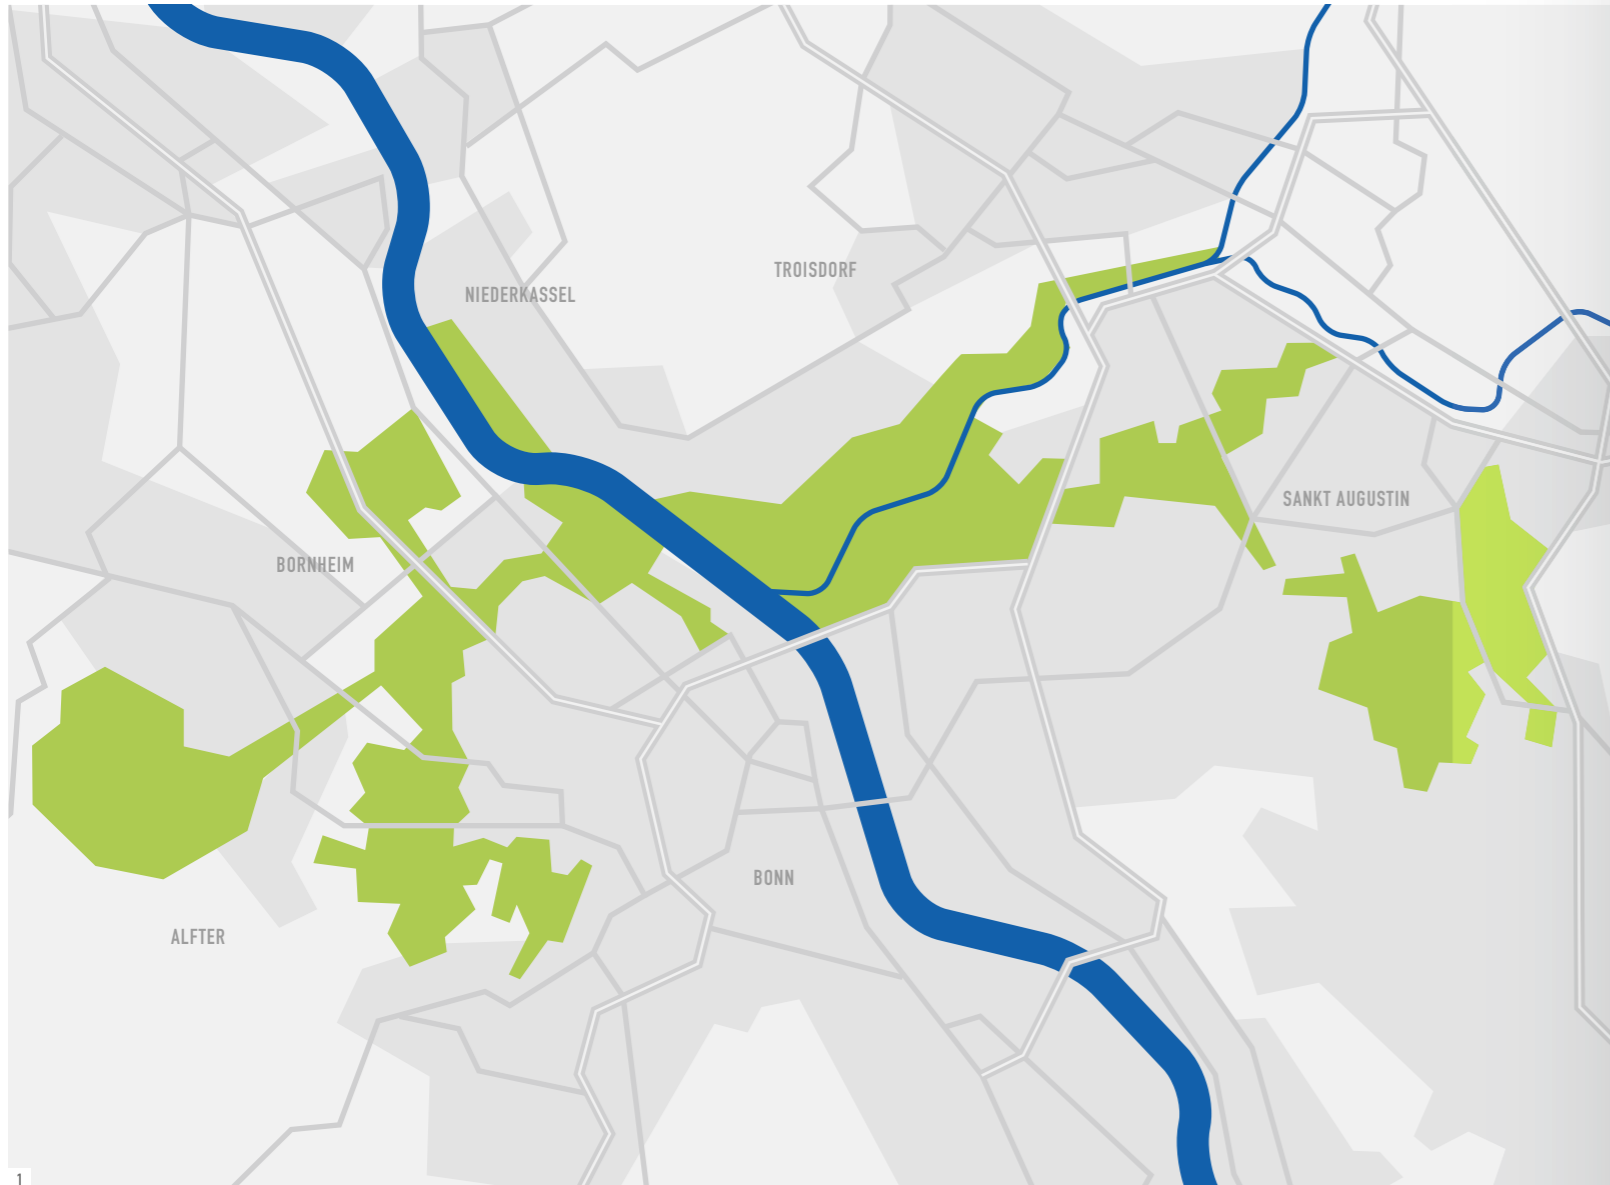 TROISDORF
NIEDERKASSEL
SANKT AUGUSTIN
BORNHEIM
BONN
ALFTER
1